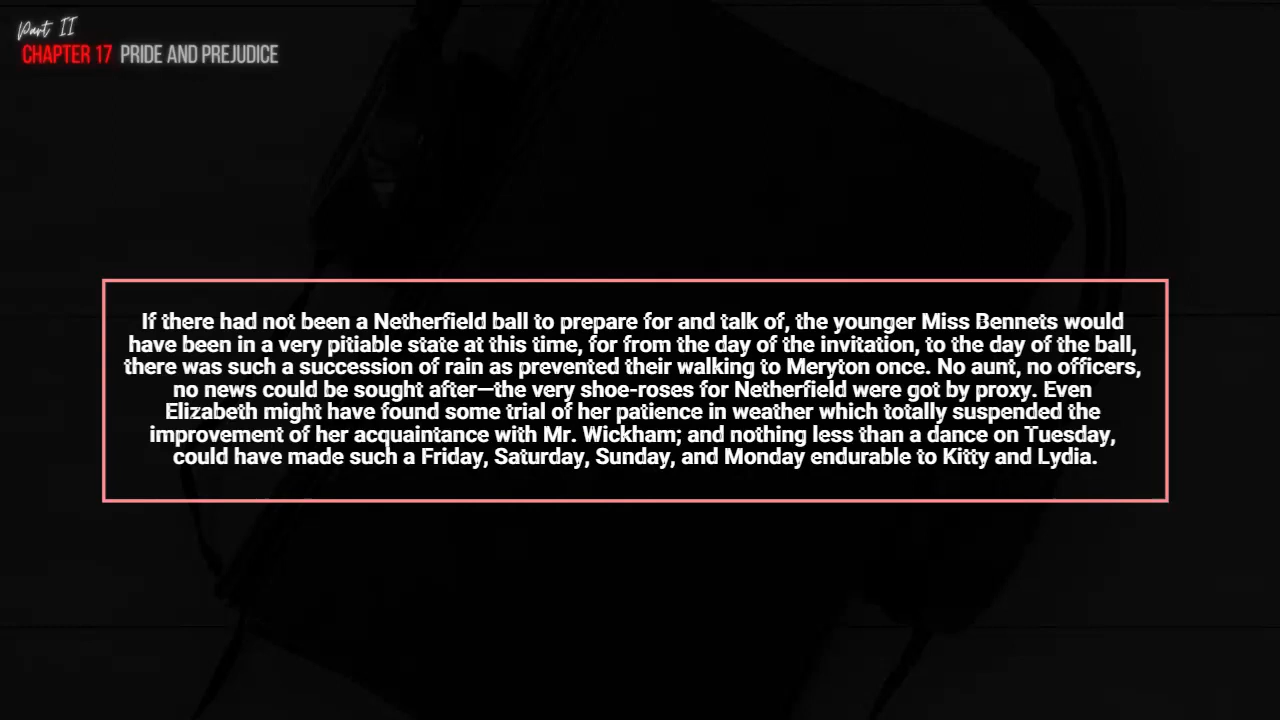 Part II
CHAPTER 17 PRIDE AND PREJUDICE
If there had not been a Netherfield ball to prepare for and talk of, the younger Miss Bennets would
have been in a very pitiable state at this time, for from the day of the invitation, to the day of the ball,
there was such a succession of rain as prevented their walking to Meryton once. No aunt, no officers,
no news could be sought after—the very shoe-roses for Netherfield were got by proxy. Even
Elizabeth might have found some trial of her patience in weather which totally suspended the
improvement of her acquaintance with Mr. Wickham; and nothing less than a dance on Tuesday,
could have made such a Friday, Saturday, Sunday, and Monday endurable to Kitty and Lydia.